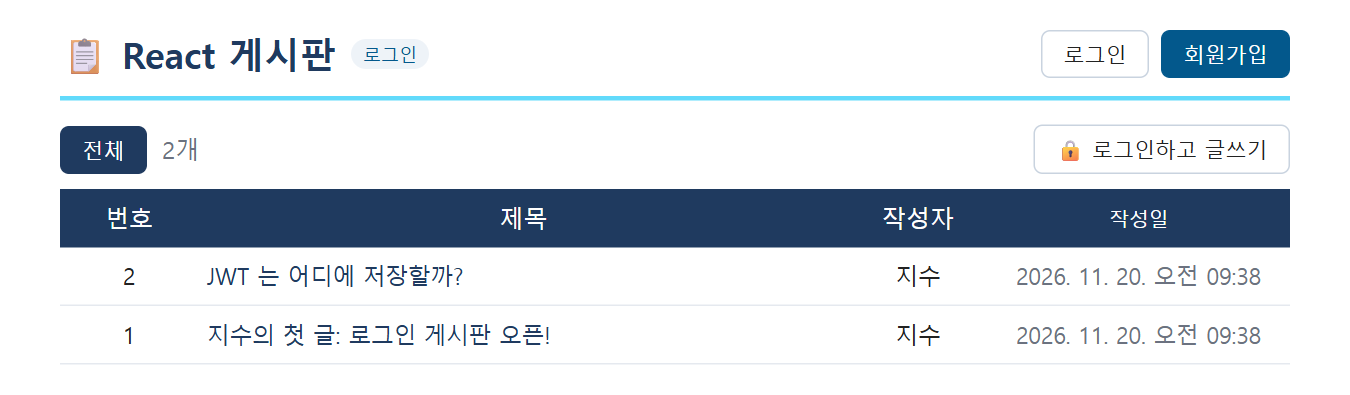 React 게시판 로그인 로그인 회원가입
전체 2개 로그인하고 글쓰기
번호 제목 작성자 작성일
2 JWT 는 어디에 저장할까? 지수 2026. 11. 20. 오전 09:38
1 지수의 첫 글: 로그인 게시판 오픈! 지수 2026. 11. 20. 오전 09:38